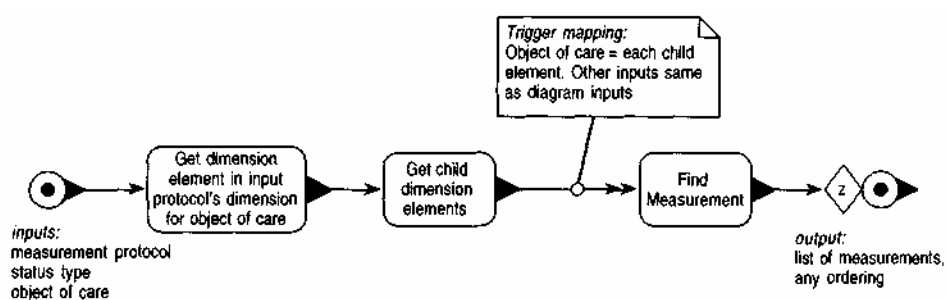 Trigger mapping:
Object of care = each child
element. Other inputs same
as diagram inputs
Get dimension
element in input
protocol's dimension
for object of care
Get child
dimension
elements
Find
Measurement
z
inputs:
measurement protocol
status type
object of care
output:
list of measurements,
any ordering